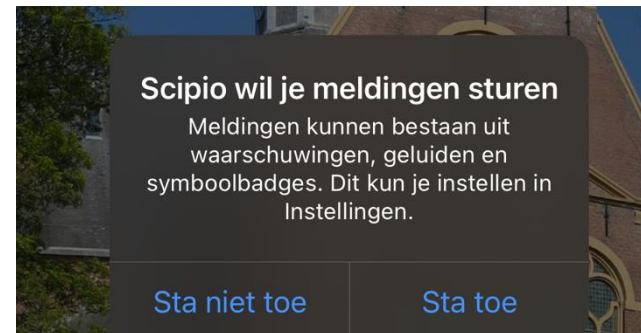 Scipio wil je meldingen sturen
Meldingen kunnen bestaan uit
waarschuwingen, geluiden en
symboolbadges. Dit kun je instellen in
Instellingen.
Sta niet toe
Sta toe